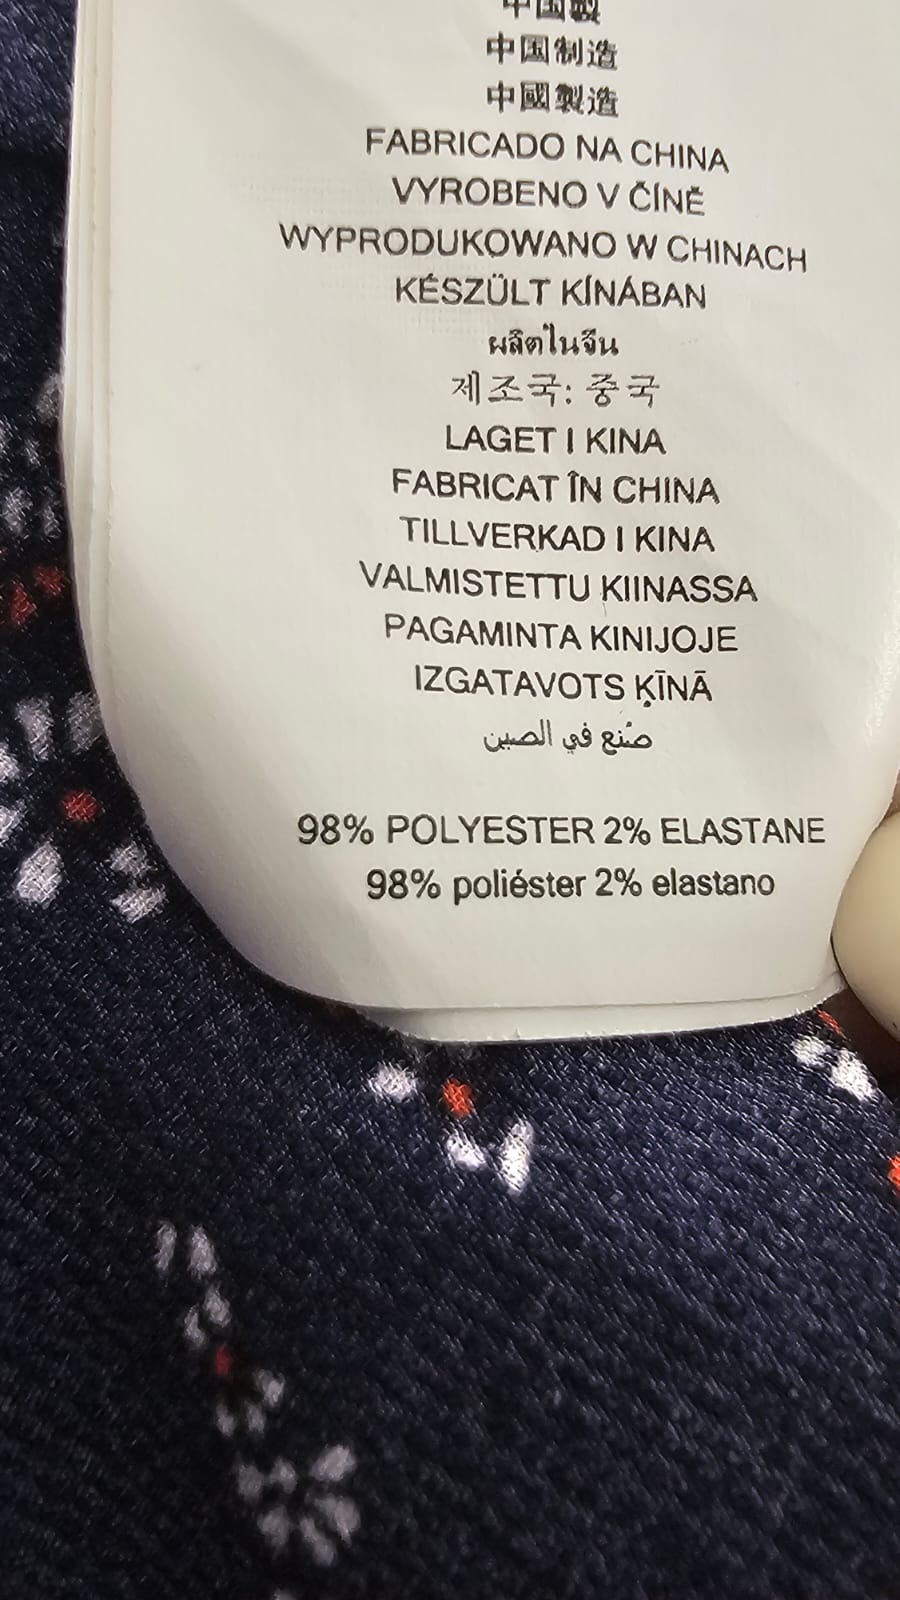 中国製
中国制造
中國製造
FABRICADO NA CHINA
VYROBENO V ČÍNĚ
WYPRODUKOWANO W CHINACH
KÉSZÜLT KÍNÁBAN
ผลิตในจีน
제조국: 중국
LAGET I KINA
FABRICAT ÎN CHINA
TILLVERKAD I KINA
VALMISTETTU KIINASSA
PAGAMINTA KINIJOJE
IZGATAVOTS ĶĪNĀ
صُنع في الصين
98% POLYESTER 2% ELASTANE
98% poliéster 2% elastano